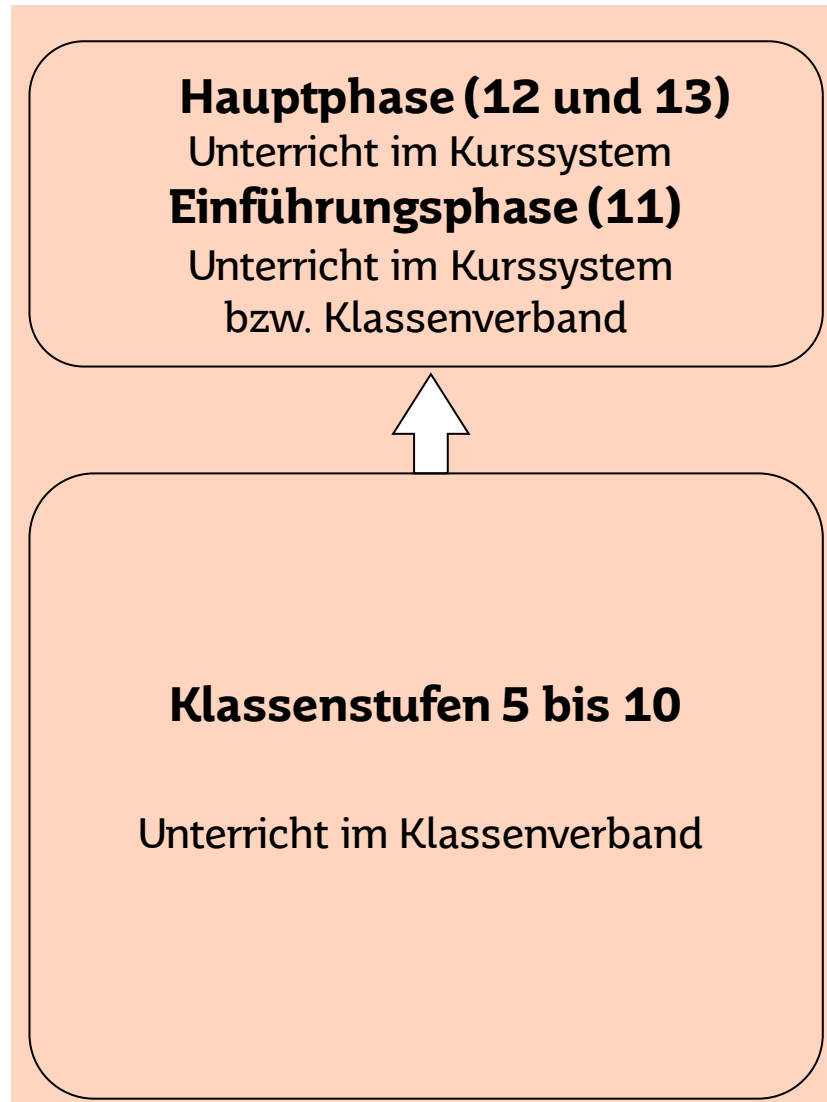 Hauptphase (12 und 13)
Unterricht im Kurssystem
Einführungsphase (11)
Unterricht im Kurssystem
bzw. Klassenverband
Klassenstufen 5 bis 10
Unterricht im Klassenverband